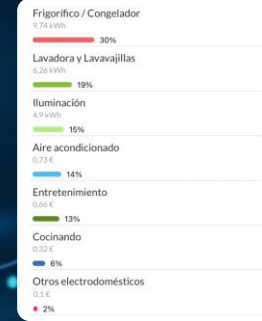 Frigorífico / Congelador
9,74 kWh
30%
Lavadora y Lavavajillas
6,26 kWh
19%
Iluminación
4,9 kWh
15%
Aire acondicionado
0,73 €
14%
Entretenimiento
0,66 €
13%
Cocinando
0,32 €
6%
Otros electrodomésticos
0,1 €
2%